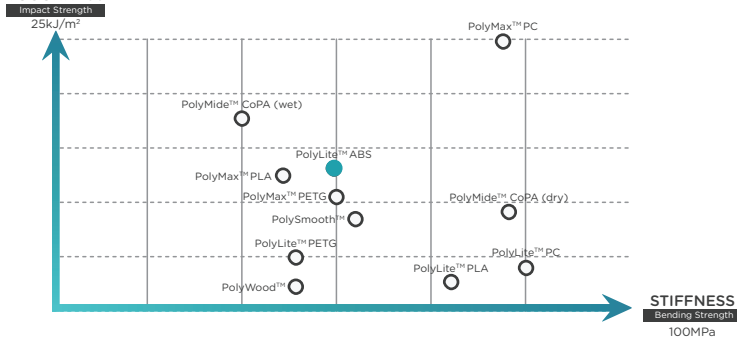 Impact Strength
25kJ/m²
PolyMax™ PC
PolyMide™ CoPA (wet)
PolyLite™ ABS
PolyMax™ PLA
PolyMax™ PETG
PolyMide™ CoPA (dry)
PolySmooth™
PolyLite™ PETG
PolyLite™ PC
PolyLite™ PLA
PolyWood™
STIFFNESS
Bending Strength
100MPa